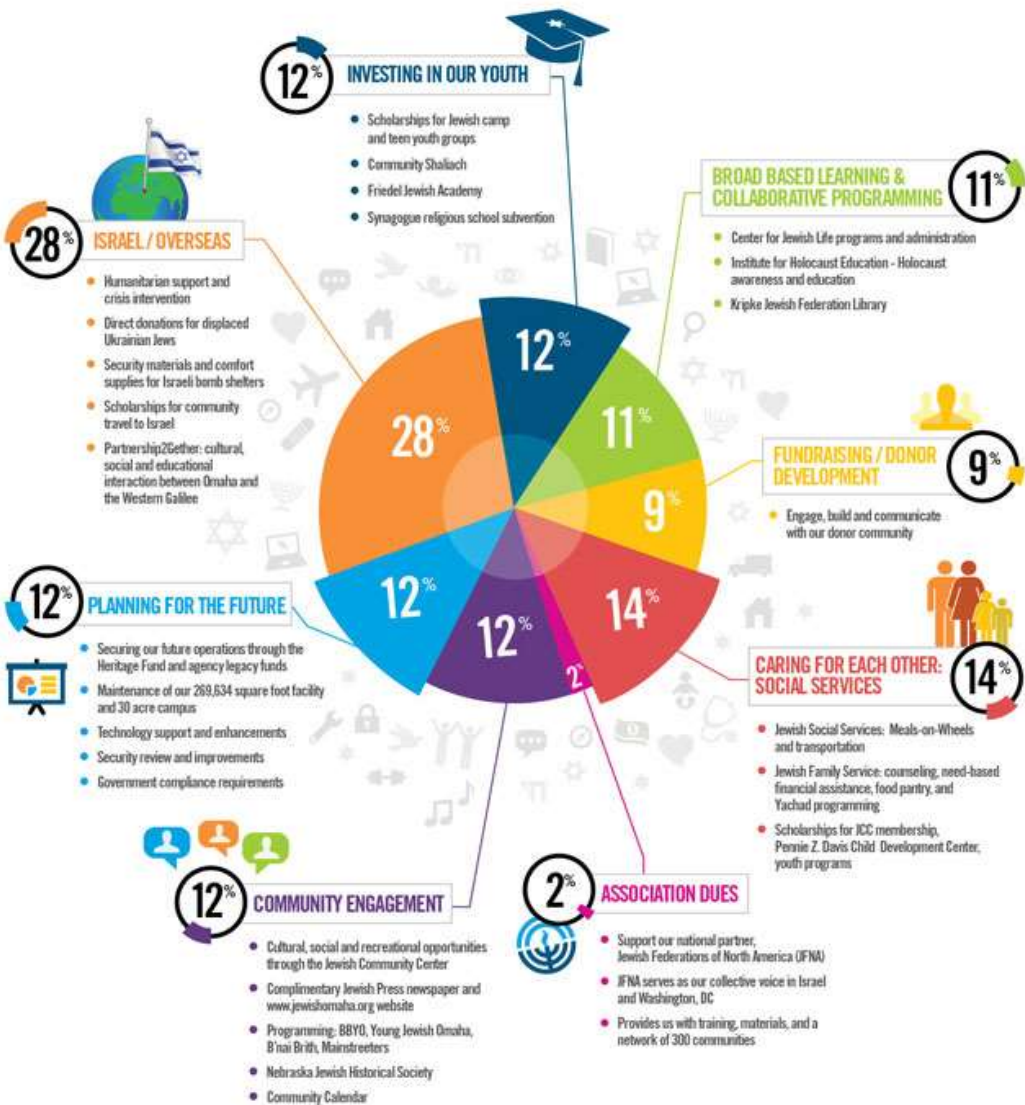 12%
INVESTING IN OUR YOUTH
• Scholarships for Jewish camp
and teen youth groups
• Community Shaliach
• Friedel Jewish Academy
• Synagogue religious school subvention
BROAD BASED LEARNING &
COLLABORATIVE PROGRAMMING
11%
• Center for Jewish Life programs and administration
• Institute for Holocaust Education - Holocaust
awareness and education
• Kripke Jewish Federation Library
28%
ISRAEL / OVERSEAS
• Humanitarian support and
crisis intervention
• Direct donations for displaced
Ukrainian Jews
• Security materials and comfort
supplies for Israeli bomb shelters
• Scholarships for community
travel to Israel
• Partnership2Gether: cultural,
social and educational
interaction between Omaha and
the Western Galilee
12%
11%
9%
14%
2%
12%
12%
28%
FUNDRAISING / DONOR
DEVELOPMENT
9%
• Engage, build and communicate
with our donor community
12%
PLANNING FOR THE FUTURE
• Securing our future operations through the
Heritage Fund and agency legacy funds
• Maintenance of our 269,634 square foot facility
and 30 acre campus
• Technology support and enhancements
• Security review and improvements
• Government compliance requirements
CARING FOR EACH OTHER:
SOCIAL SERVICES
14%
• Jewish Social Services: Meals-on-Wheels
and transportation
• Jewish Family Service: counseling, need-based
financial assistance, food pantry, and
Yachad programming
• Scholarships for JCC membership,
Pennie Z. Davis Child Development Center,
youth programs
12%
COMMUNITY ENGAGEMENT
• Cultural, social and recreational opportunities
through the Jewish Community Center
• Complimentary Jewish Press newspaper and
www.jewishomaha.org website
• Programming: BBYO, Young Jewish Omaha,
B'nai Brith, Mainstreeters
• Nebraska Jewish Historical Society
• Community Calendar
2%
ASSOCIATION DUES
• Support our national partner,
Jewish Federations of North America (JFNA)
• JFNA serves as our collective voice in Israel
and Washington, DC
• Provides us with training, materials, and a
network of 300 communities